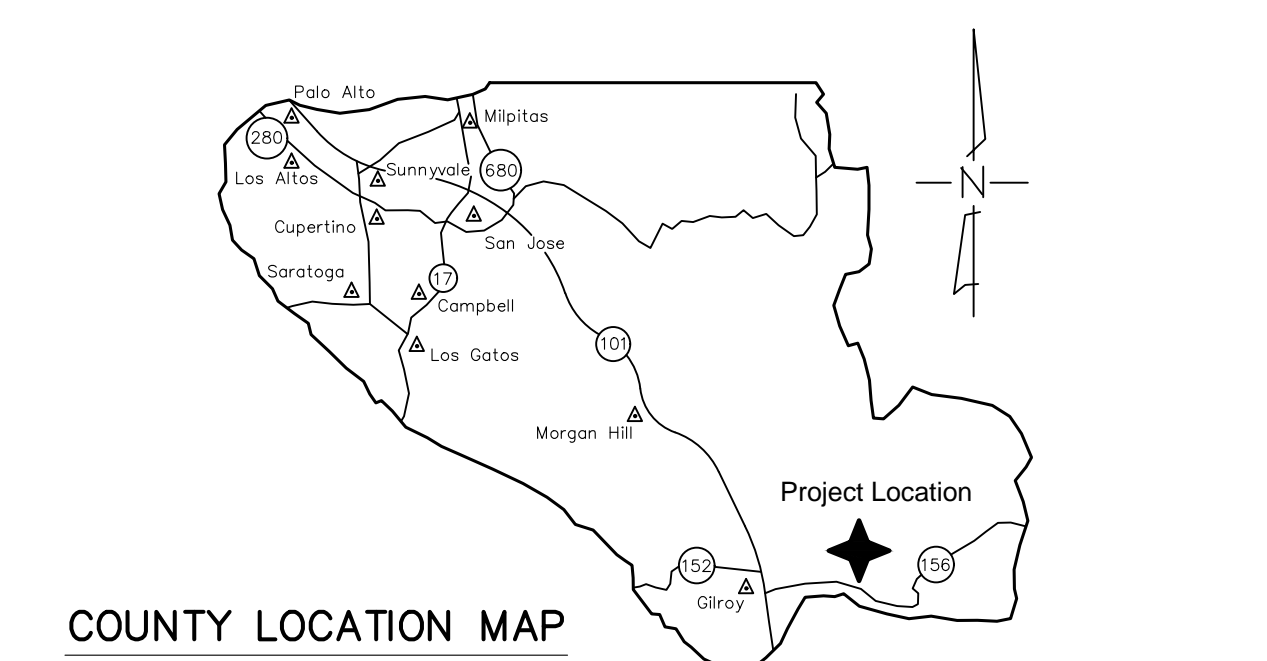 Palo Alto
Milpitas
280
Sunnyvale
680
Los Altos
N
Cupertino
San Jose
Saratoga
17
Campbell
101
Los Gatos
Morgan Hill
Project Location
152
156
Gilroy
COUNTY LOCATION MAP